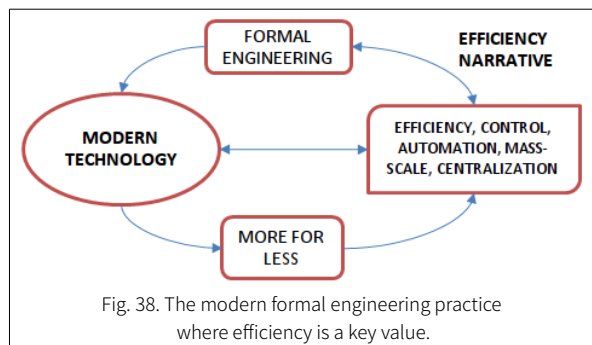 FORMAL
ENGINEERING
EFFICIENCY
NARRATIVE
MODERN
TECHNOLOGY
EFFICIENCY, CONTROL,
AUTOMATION, MASS-
SCALE, CENTRALIZATION
MORE FOR
LESS
Fig. 38. The modern formal engineering practice
where efficiency is a key value.